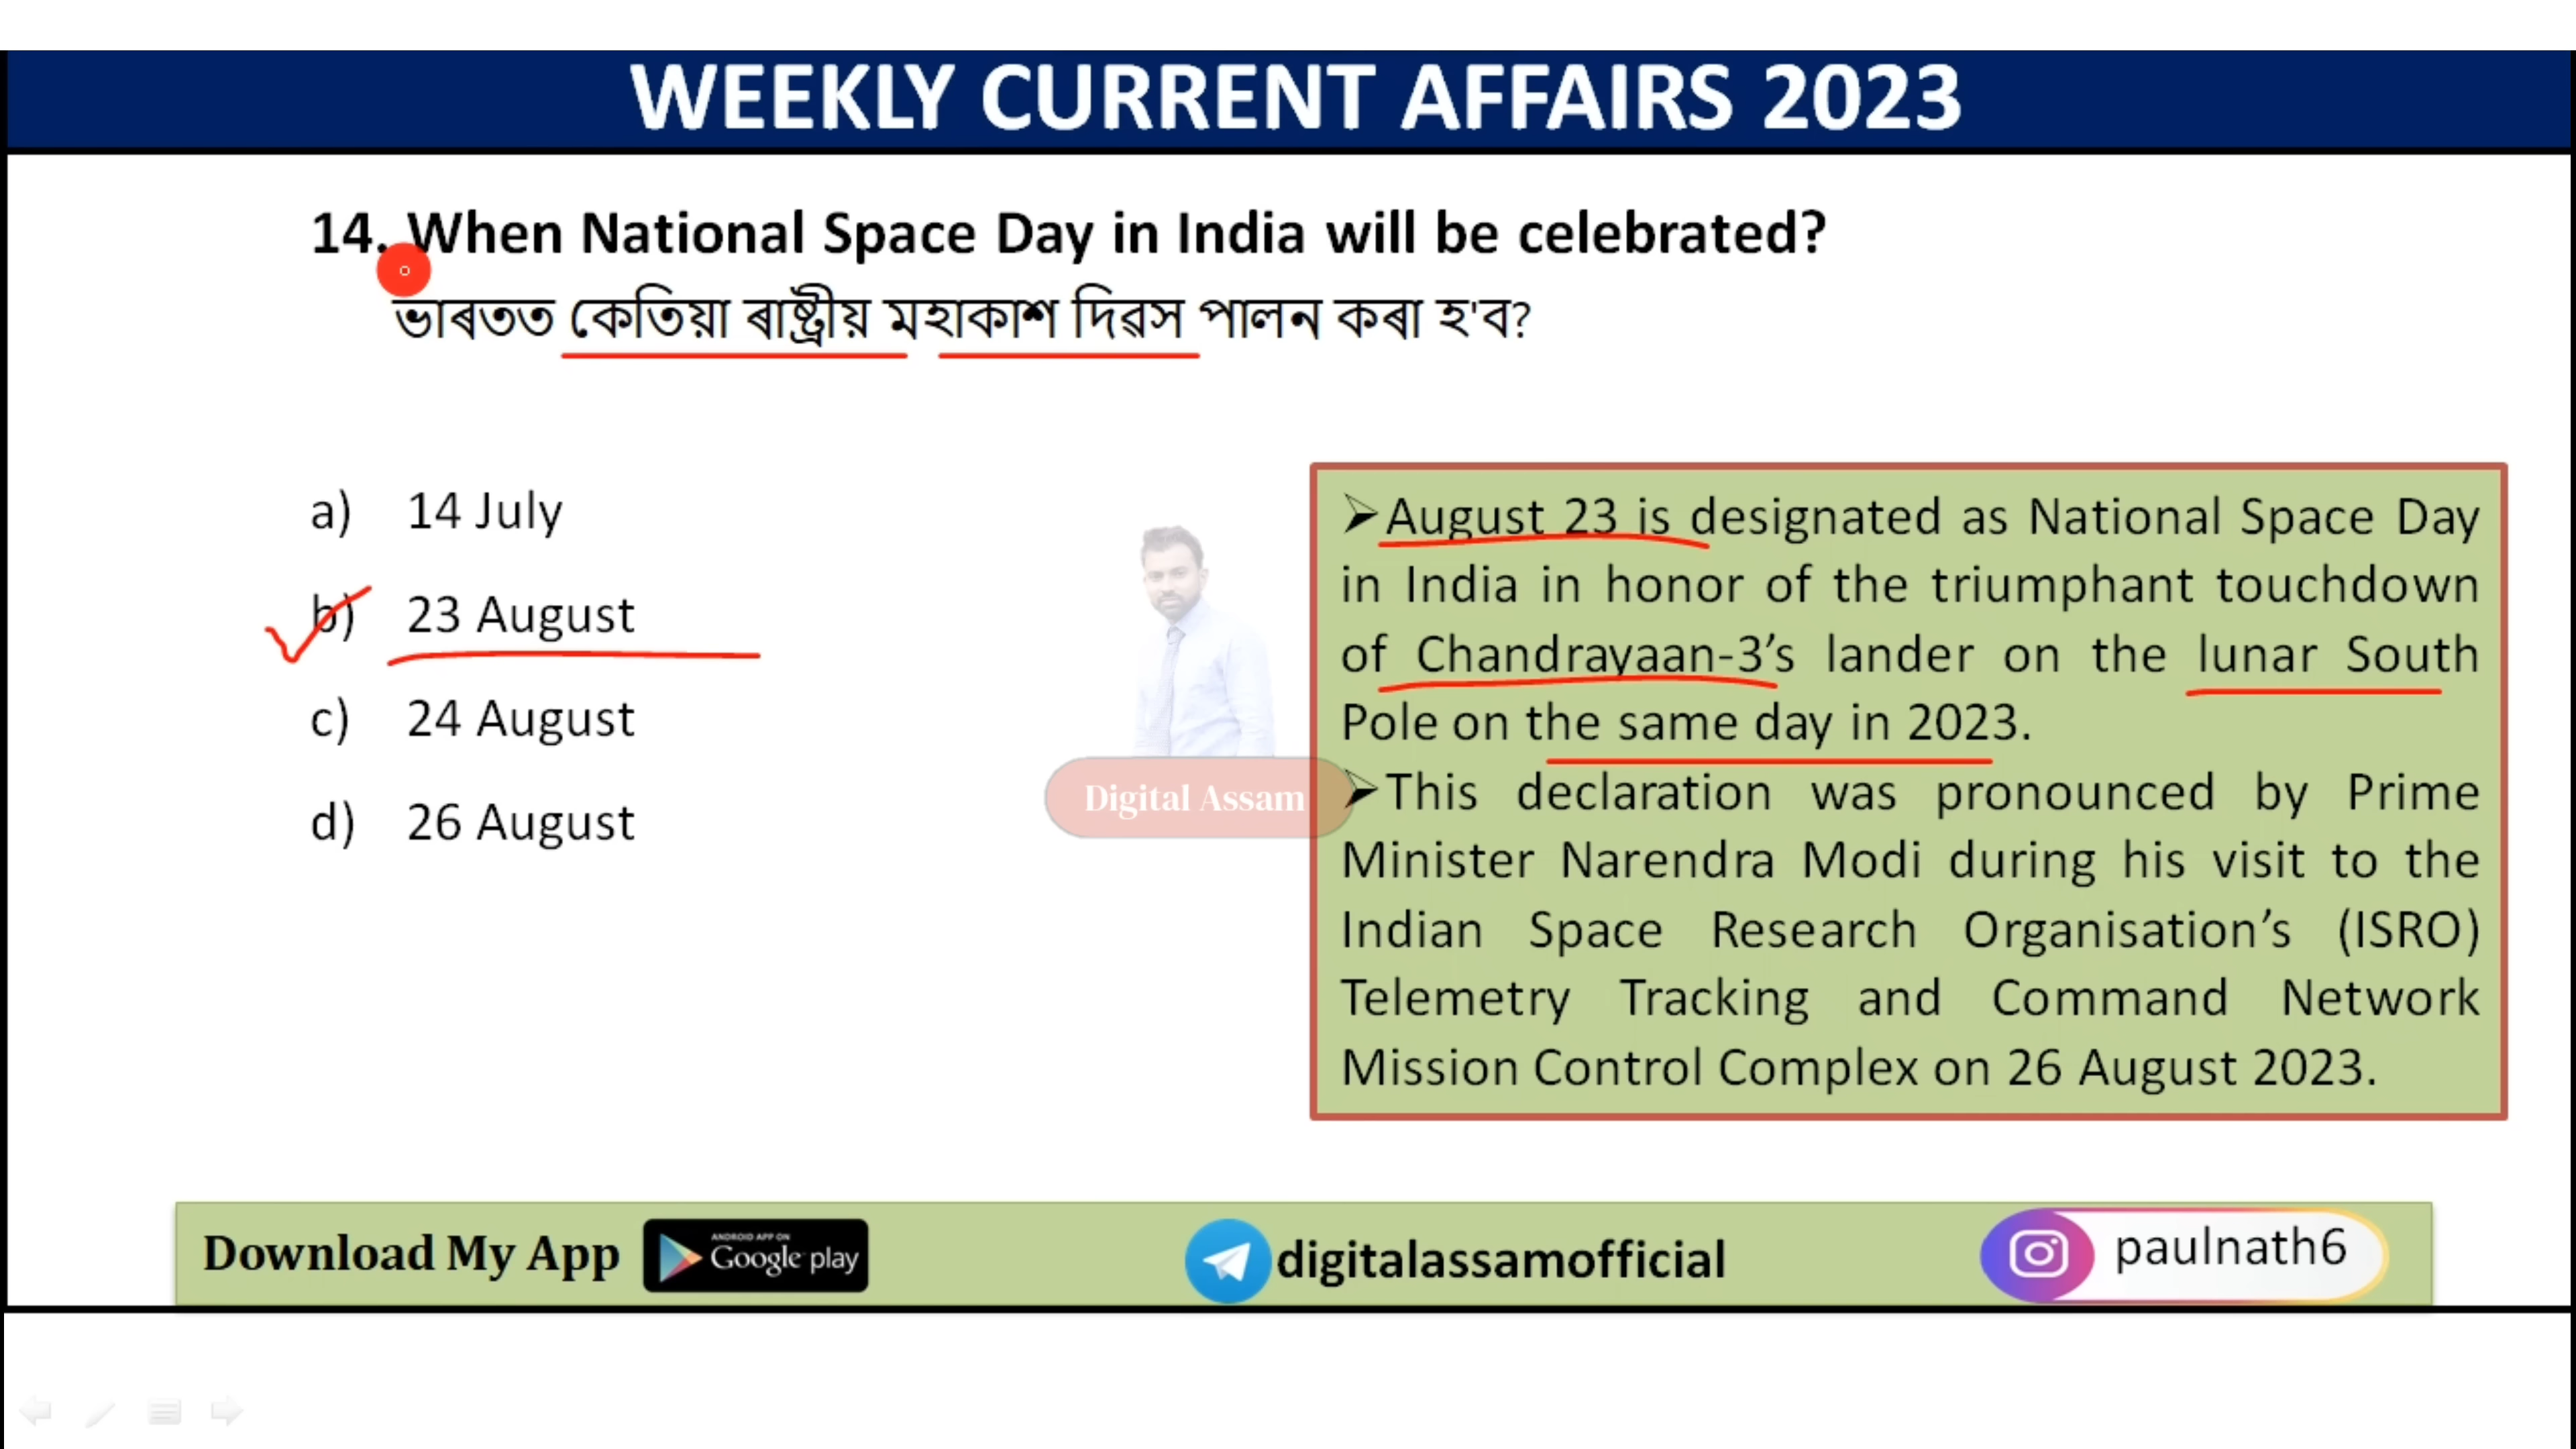 WEEKLY CURRENT AFFAIRS 2023
14. When National Space Day in India will be celebrated?
ভাৰতত কেতিয়া ৰাষ্ট্ৰীয় মহাকাশ দিৱস পালন কৰা হ'ব?
a) 14 July
b) 23 August
c) 24 August
d) 26 August
➤August 23 is designated as National Space Day
in India in honor of the triumphant touchdown
of Chandrayaan-3’s lander on the lunar South
Pole on the same day in 2023.
➤This declaration was pronounced by Prime
Minister Narendra Modi during his visit to the
Indian Space Research Organisation’s (ISRO)
Telemetry Tracking and Command Network
Mission Control Complex on 26 August 2023.
Digital Assam
Download My App
ANDROID APP ON
Google play
digitalassamofficial
paulnath6